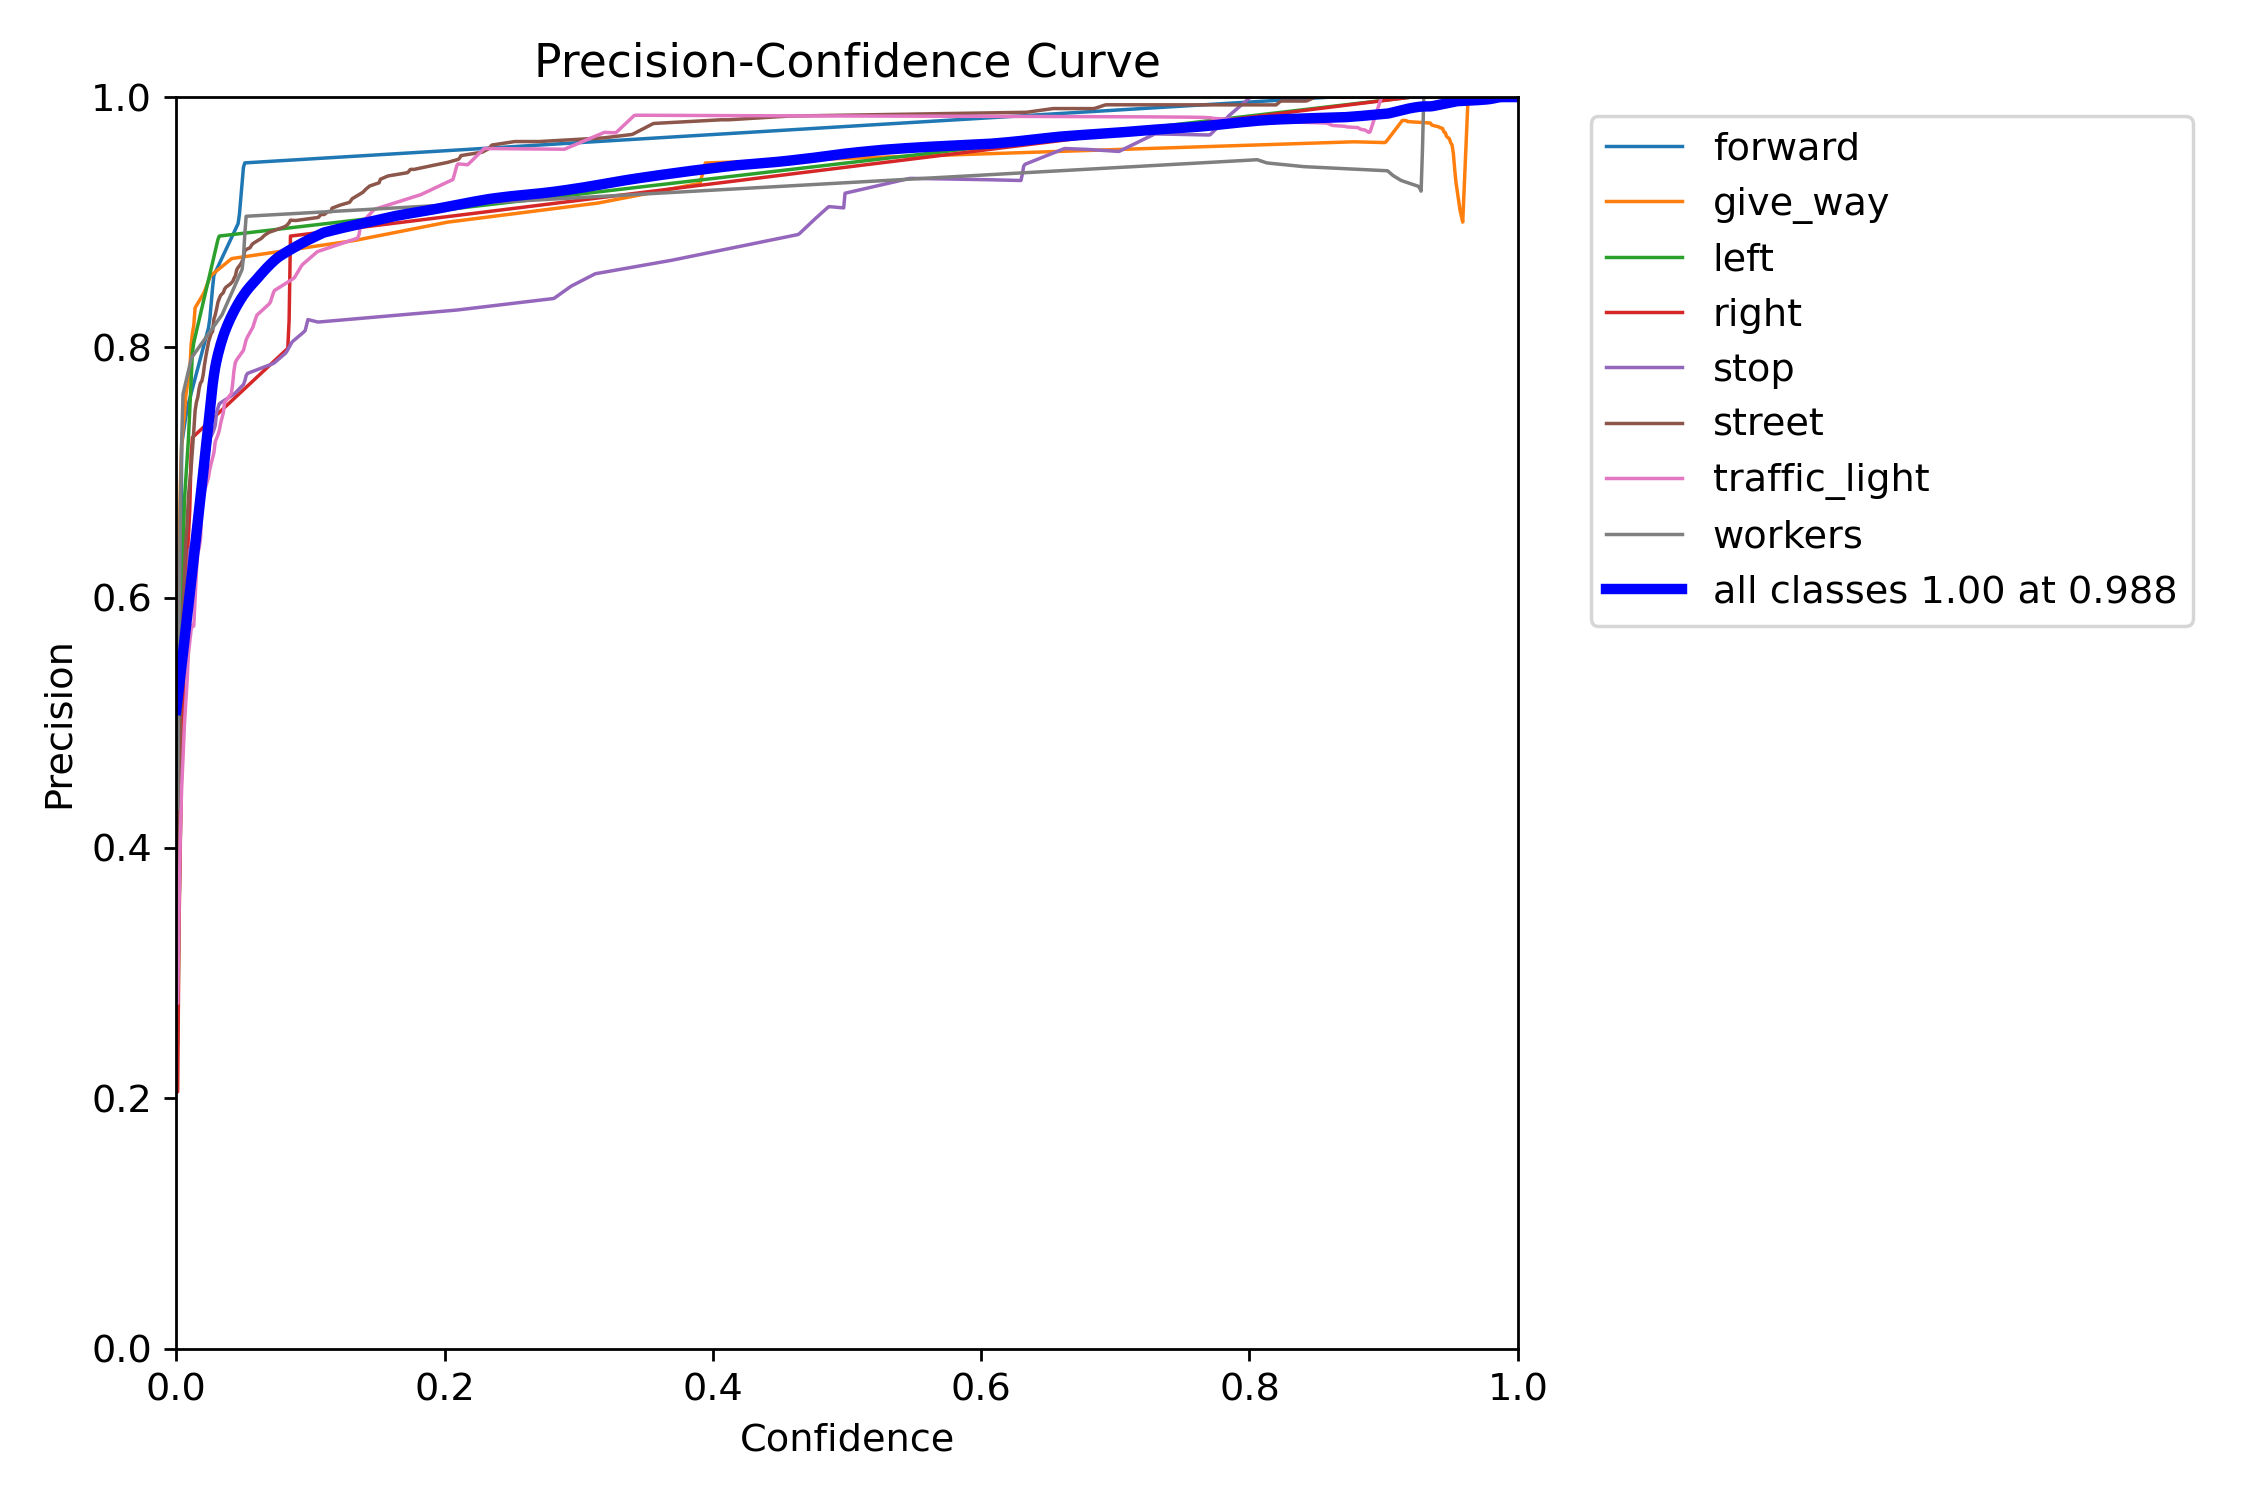 Precision-Confidence Curve
1.0
0.8
0.6
0.4
0.2
0.0
Precision
0.0 0.2 0.4 0.6 0.8 1.0
Confidence
forward
give_way
left
right
stop
street
traffic_light
workers
all classes 1.00 at 0.988